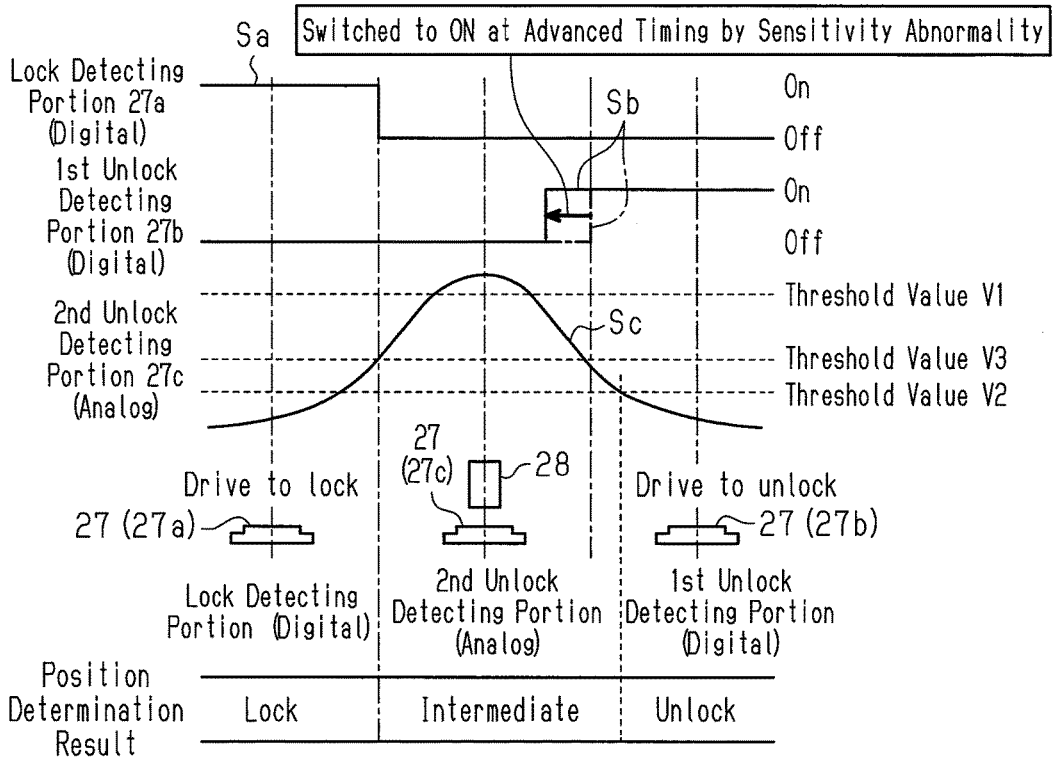 Switched to ON at Advanced Timing by Sensitivity Abnormality
Sa
Lock Detecting
Portion 27a
(Digital)
On
Off
Sb
1st Unlock
Detecting
Portion 27b
(Digital)
On
Off
2nd Unlock
Detecting
Portion 27c
(Analog)
Threshold Value V1
Sc
Threshold Value V3
Threshold Value V2
Drive to lock
27
(27c)
28
Drive to unlock
27 (27a)
27 (27b)
Lock Detecting
Portion (Digital)
2nd Unlock
Detecting Portion
(Analog)
1st Unlock
Detecting Portion
(Digital)
Position
Determination
Result
Lock
Intermediate
Unlock